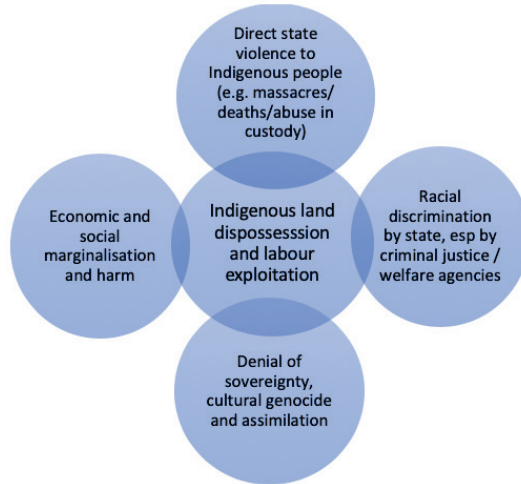 Direct state
violence to
Indigenous people
(e.g. massacres/
deaths/abuse in
custody)
Economic and
social
marginalisation
and harm
Indigenous land
dispossesssion
and labour
exploitation
Racial
discrimination
by state, esp by
criminal justice /
welfare agencies
Denial of
sovereignty,
cultural genocide
and assimilation